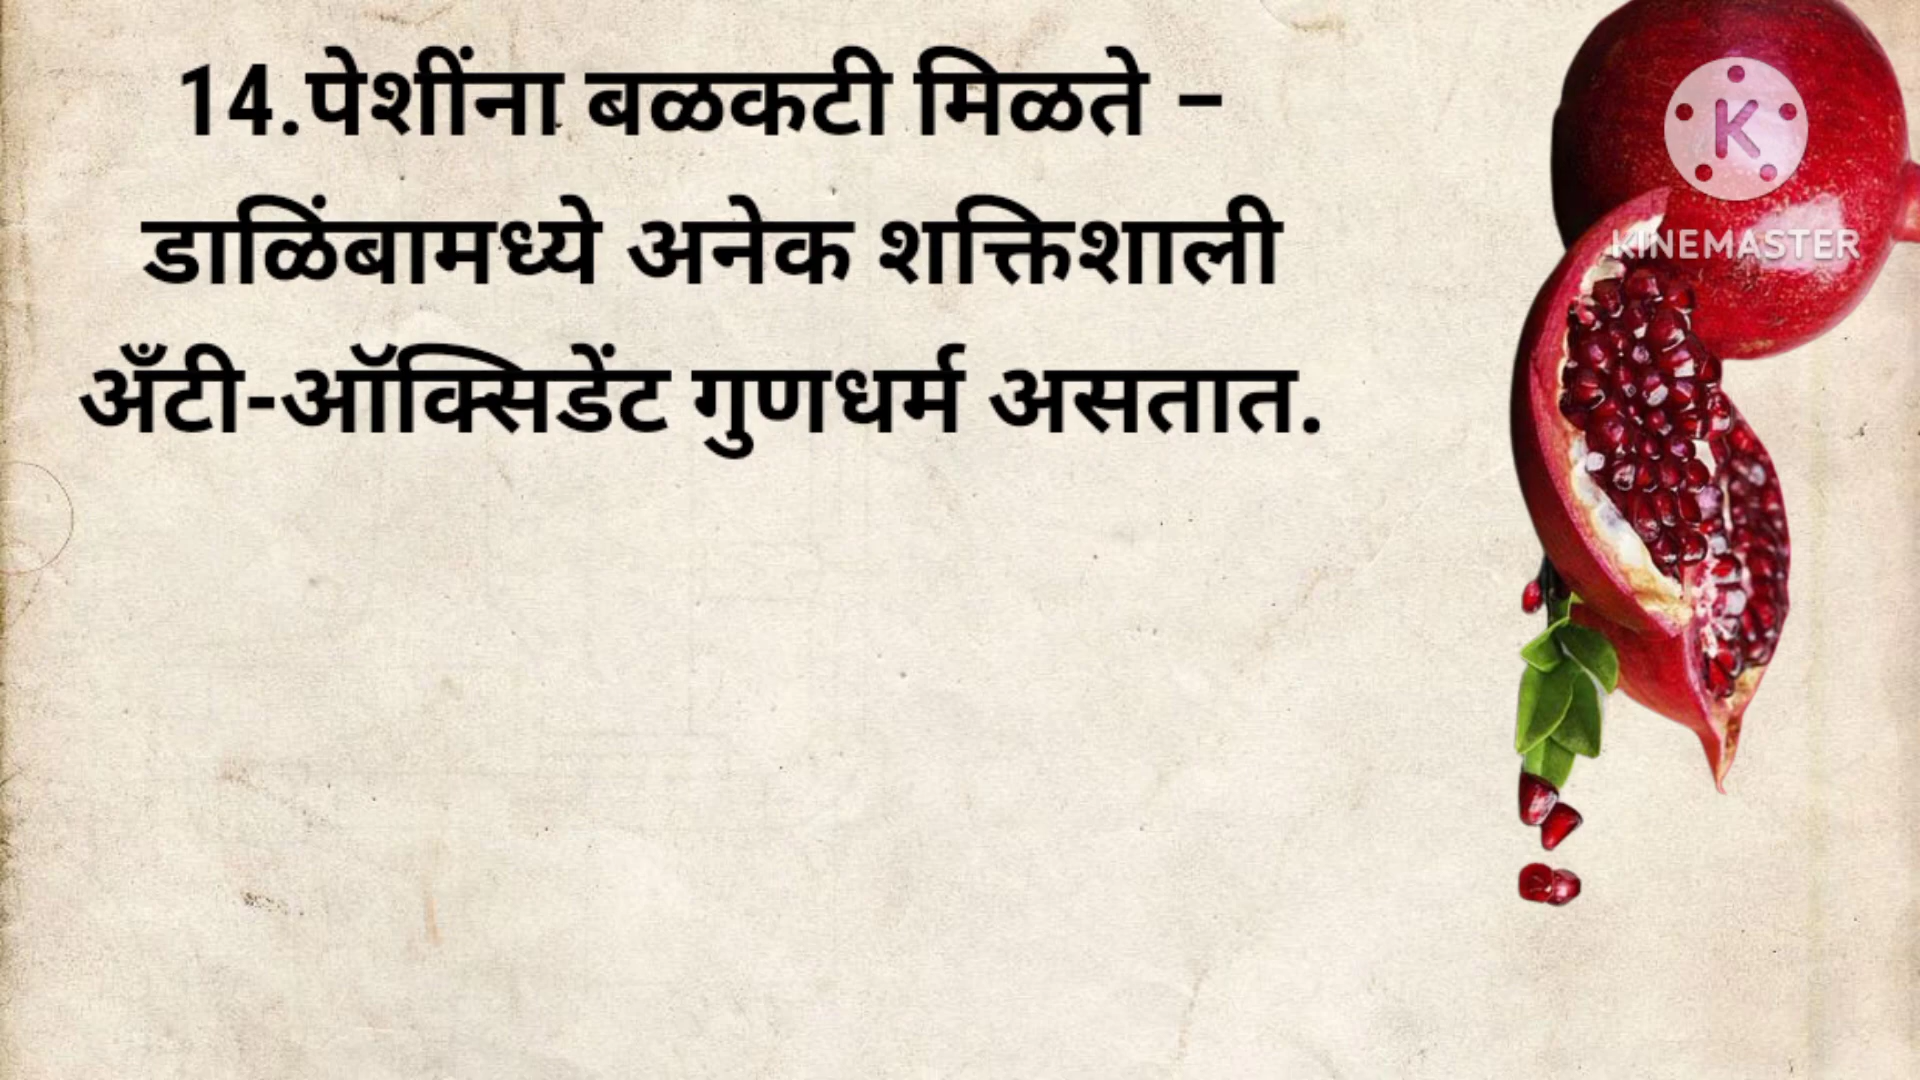 14.पेशींना बळकटी मिळते –
डाळिंबामध्ये अनेक शक्तिशाली
अँटी-ऑक्सिडेंट गुणधर्म असतात.
K
KINEMASTER